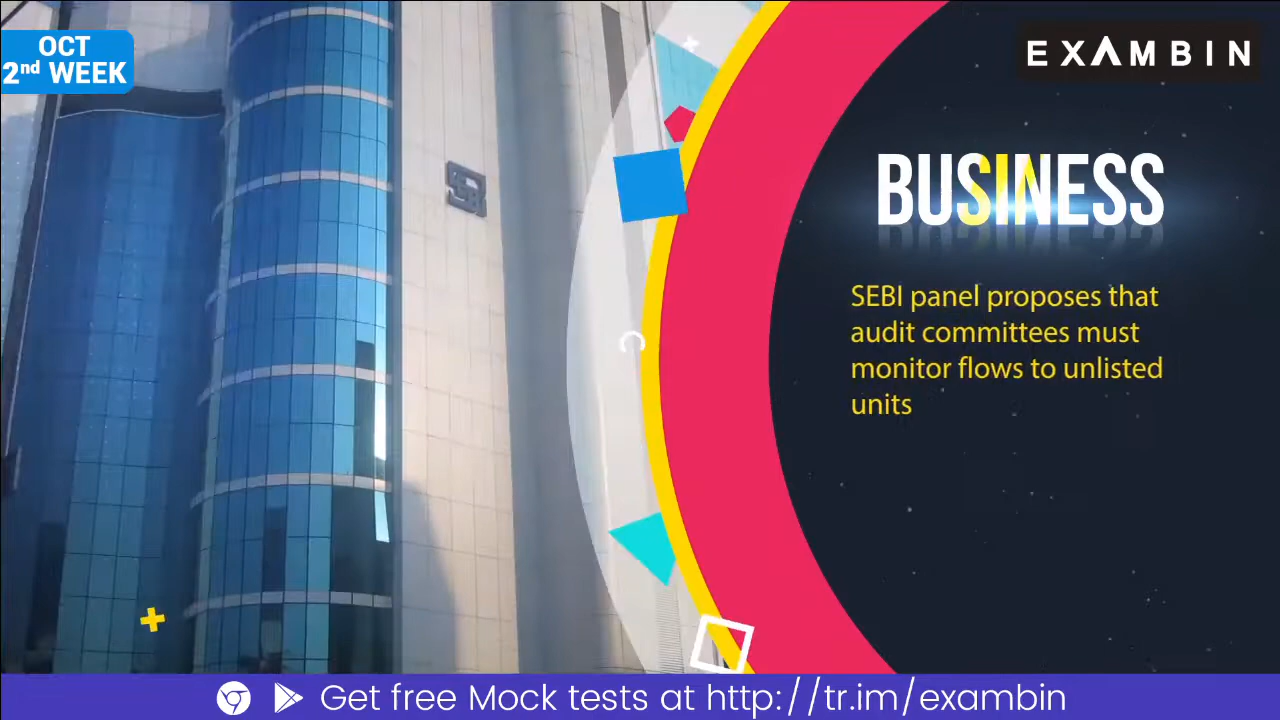 OCT
2nd WEEK
EXAMBIN
BUSINESS
SEBI panel proposes that
audit committees must
monitor flows to unlisted
units
Get free Mock tests at http://tr.im/exambin